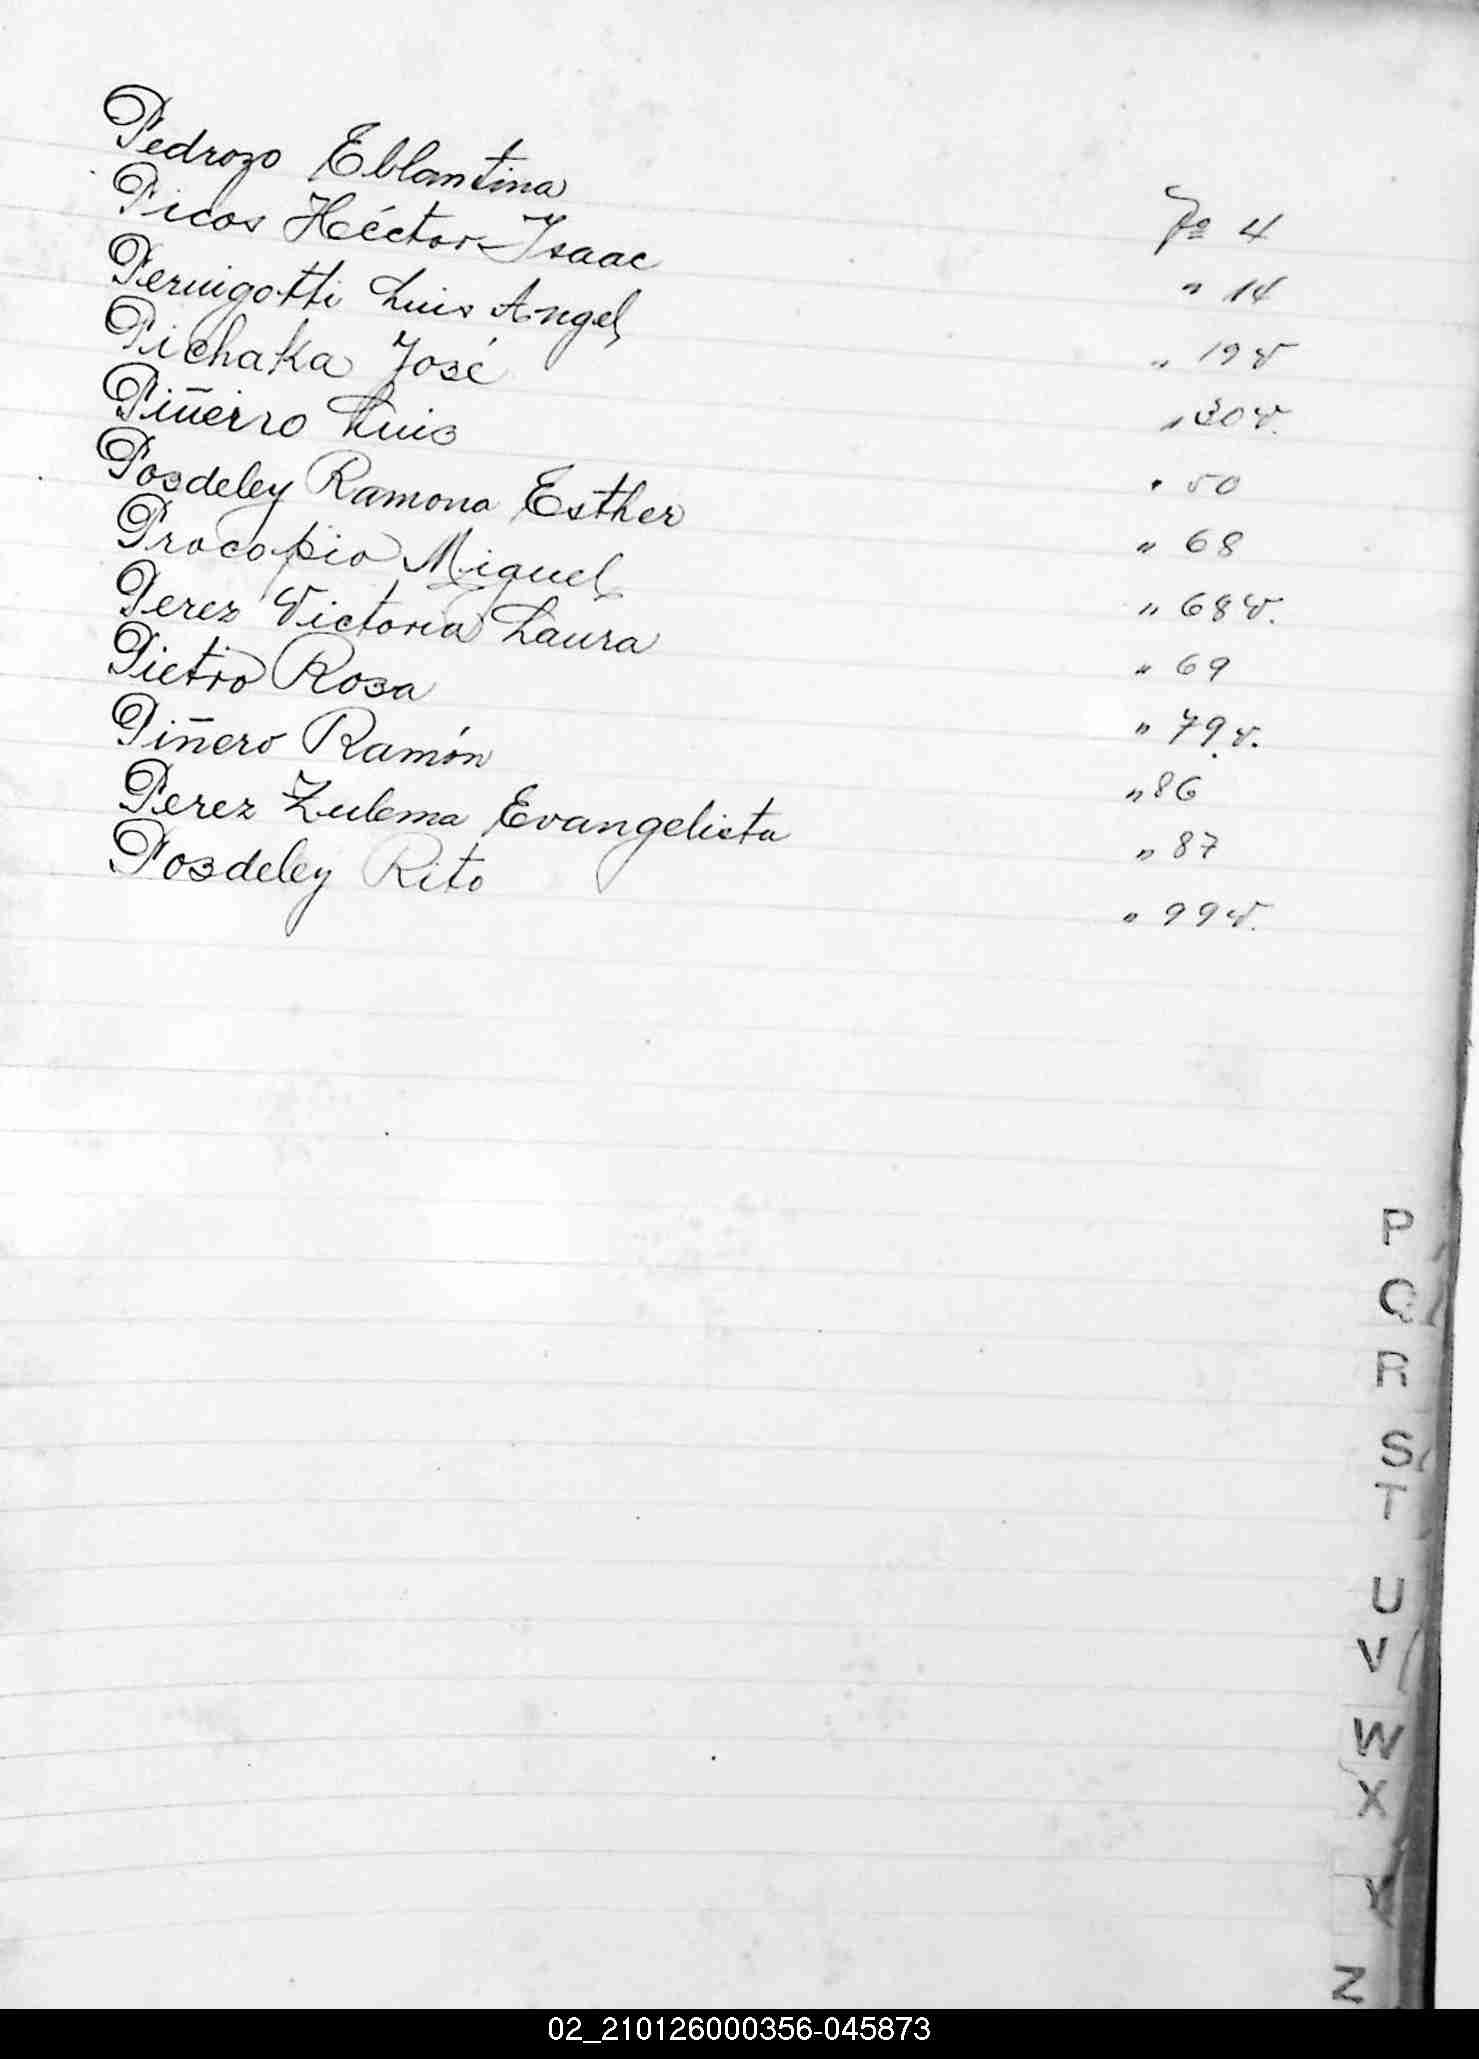 Pedrozo Eblantina fº 4
Picos Héctor Isaac " 14
Peruigotti Luis Angel " 19 v
Pichaka José " 30 v.
Piñeiro Luis " 50
Posdeley Ramona Esther " 68
Procopio Miguel " 68 v.
Perez Victoria Laura " 69
Pietro Rosa " 79 v.
Piñero Ramón " 86
Perez Zulema Evangelista " 87
Posdeley Rito " 99 v.
P
Q
R
S
T
U
V
W
X
Y
Z
02_210126000356-045873